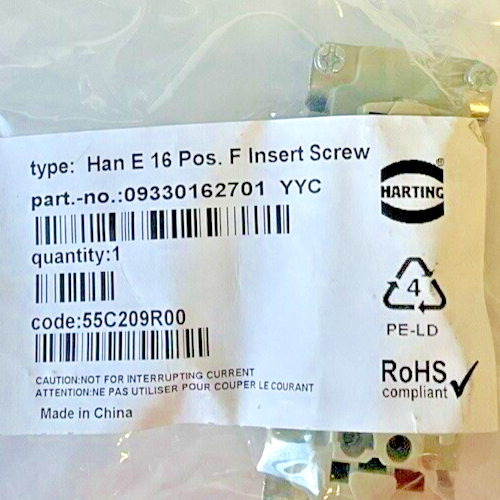 type: Han E 16 Pos. F Insert Screw
part.-no.:09330162701 YYC
HARTING
®
quantity:1
4
PE-LD
code:55C209R00
RoHS
compliant
CAUTION:NOT FOR INTERRUPTING CURRENT
ATTENTION:NE PAS UTILISER POUR COUPER LE COURANT
Made in China